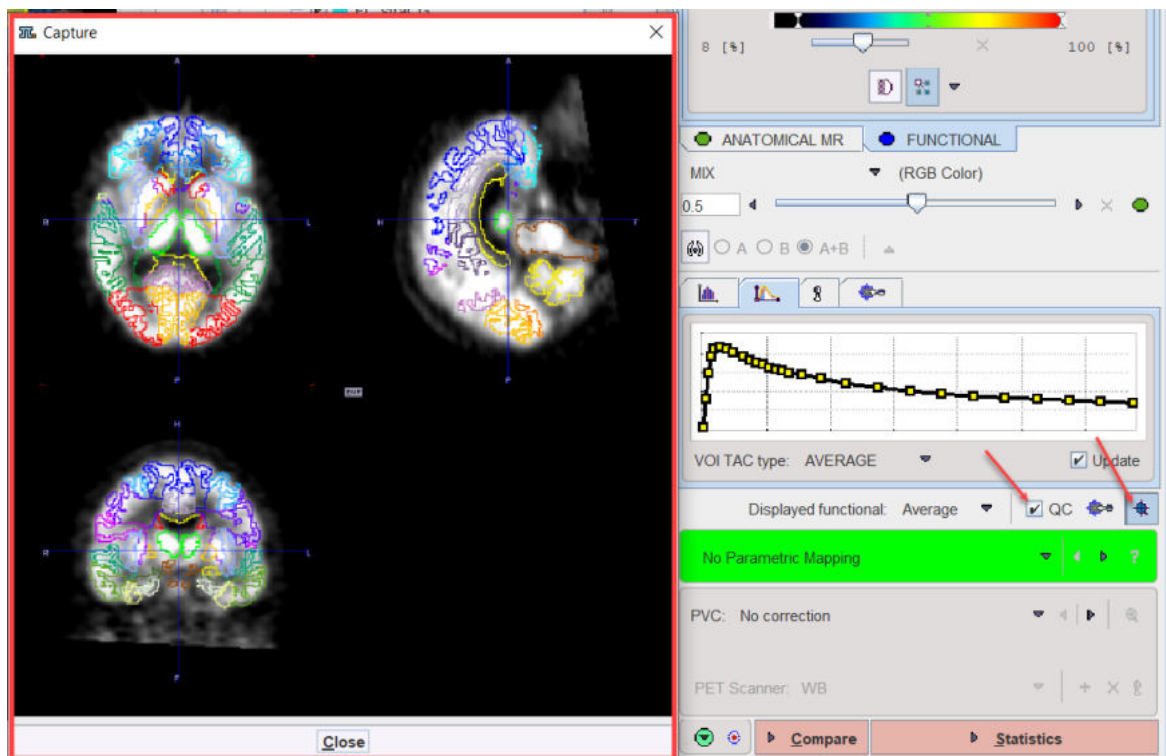 Capture
A
A
R
L
H
F
P
P
H
R
L
F
Close
8 [%]
100 [%]
ANATOMICAL MR
FUNCTIONAL
MIX
(RGB Color)
0.5
A
B
A+B
VOI TAC type: AVERAGE
Update
Displayed functional: Average
QC
No Parametric Mapping
?
PVC: No correction
PET Scanner: WB
Compare
Statistics